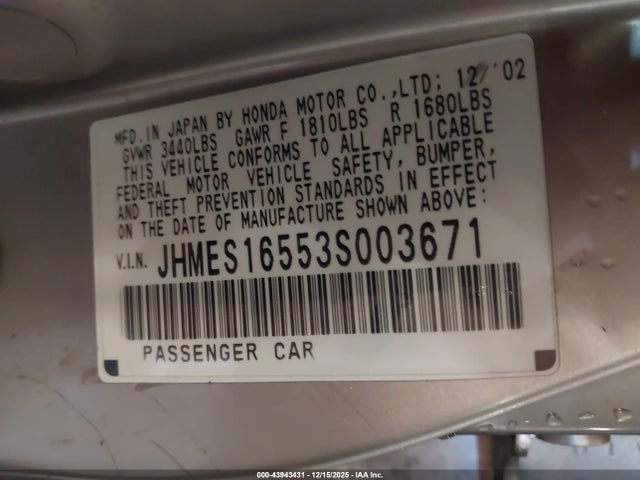 MFD. IN JAPAN BY HONDA MOTOR CO.,LTD; 12/'02
GVWR 3440LBS GAWR F 1810LBS R 1680LBS
THIS VEHICLE CONFORMS TO ALL APPLICABLE
FEDERAL MOTOR VEHICLE SAFETY, BUMPER,
AND THEFT PREVENTION STANDARDS IN EFFECT
ON THE DATE OF MANUFACTURE SHOWN ABOVE:
V.I.N. JHMES16553S003671
PASSENGER CAR
000-43943431 - 12/15/2025 - IAA Inc.